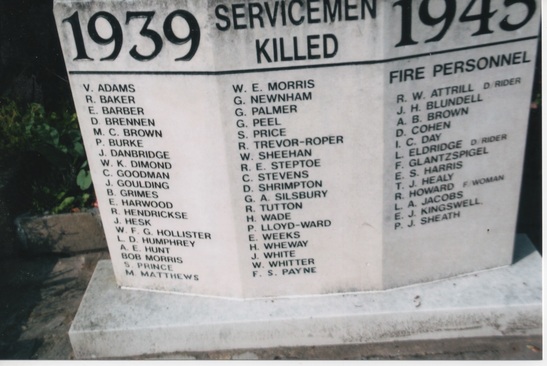 1939
SERVICEMEN
KILLED
1945
V. ADAMS
R. BAKER
E. BARBER
D. BRENNEN
M. C. BROWN
P. BURKE
J. DANBRIDGE
W. K. DIMOND
C. GOODMAN
J. GOULDING
B. GRIMES
E. HARWOOD
R. HENDRICKSE
J. HESK
W. F. G. HOLLISTER
L. D. HUMPHREY
A. E. HUNT
BOB MORRIS
S. PRINCE
M. MATTHEWS
W. E. MORRIS
G. NEWNHAM
G. PALMER
G. PEEL
S. PRICE
R. TREVOR-ROPER
W. SHEEHAN
R. E. STEPTOE
C. STEVENS
D. SHRIMPTON
G. A. SILSBURY
R. TUTTON
H. WADE
P. LLOYD-WARD
E. WEEKS
H. WHEWAY
J. WHITE
W. WHITTER
F. S. PAYNE
FIRE PERSONNEL
R. W. ATTRILL D/RIDER
J. H. BLUNDELL
A. B. BROWN
D. COHEN
I. C. DAY
L. ELDRIDGE D/RIDER
F. GLANTZSPIGEL
E. S. HARRIS
T. J. HEALY
R. HOWARD F/WOMAN
L. A. JACOBS
E. J. KINGSWELL
P. J. SHEATH